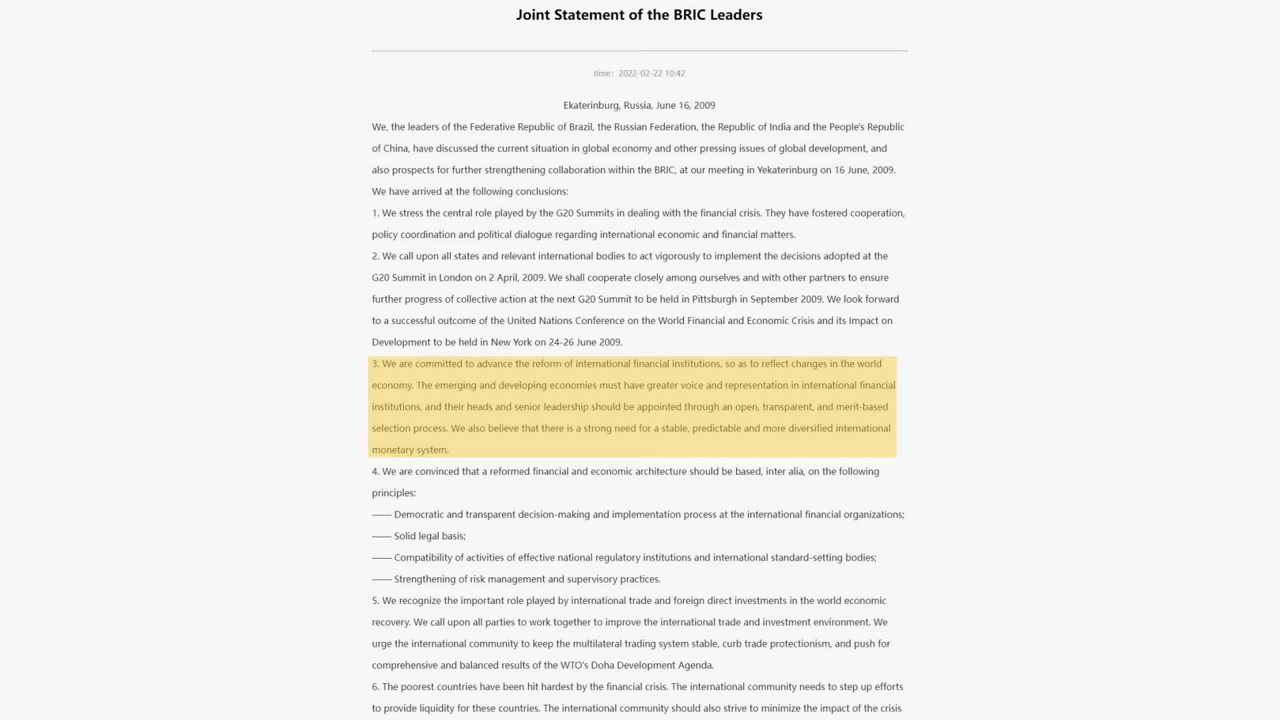 Joint Statement of the BRIC Leaders
time: 2022-02-22 10:42
Ekaterinburg, Russia, June 16, 2009
We, the leaders of the Federative Republic of Brazil, the Russian Federation, the Republic of India and the People's Republic
of China, have discussed the current situation in global economy and other pressing issues of global development, and
also prospects for further strengthening collaboration within the BRIC, at our meeting in Yekaterinburg on 16 June, 2009.
We have arrived at the following conclusions:
1. We stress the central role played by the G20 Summits in dealing with the financial crisis. They have fostered cooperation,
policy coordination and political dialogue regarding international economic and financial matters.
2. We call upon all states and relevant international bodies to act vigorously to implement the decisions adopted at the
G20 Summit in London on 2 April, 2009. We shall cooperate closely among ourselves and with other partners to ensure
further progress of collective action at the next G20 Summit to be held in Pittsburgh in September 2009. We look forward
to a successful outcome of the United Nations Conference on the World Financial and Economic Crisis and its Impact on
Development to be held in New York on 24-26 June 2009.
3. We are committed to advance the reform of international financial institutions, so as to reflect changes in the world
economy. The emerging and developing economies must have greater voice and representation in international financial
institutions, and their heads and senior leadership should be appointed through an open, transparent, and merit-based
selection process. We also believe that there is a strong need for a stable, predictable and more diversified international
monetary system.
4. We are convinced that a reformed financial and economic architecture should be based, inter alia, on the following
principles:
—— Democratic and transparent decision-making and implementation process at the international financial organizations;
—— Solid legal basis;
—— Compatibility of activities of effective national regulatory institutions and international standard-setting bodies;
—— Strengthening of risk management and supervisory practices.
5. We recognize the important role played by international trade and foreign direct investments in the world economic
recovery. We call upon all parties to work together to improve the international trade and investment environment. We
urge the international community to keep the multilateral trading system stable, curb trade protectionism, and push for
comprehensive and balanced results of the WTO's Doha Development Agenda.
6. The poorest countries have been hit hardest by the financial crisis. The international community needs to step up efforts
to provide liquidity for these countries. The international community should also strive to minimize the impact of the crisis